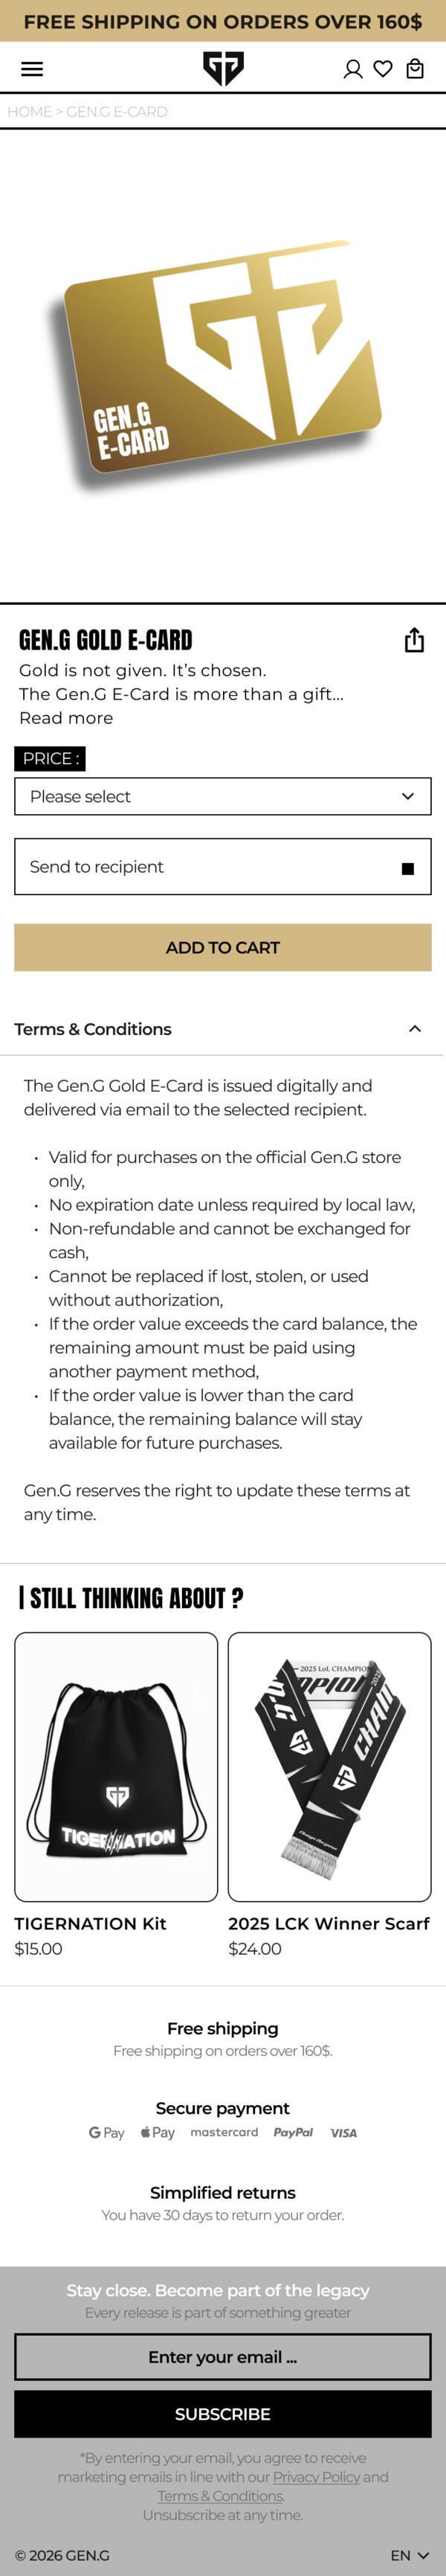 FREE SHIPPING ON ORDERS OVER 160$
HOME > GEN.G E-CARD
GEN.G
E-CARD
GEN.G GOLD E-CARD
Gold is not given. It’s chosen.
The Gen.G E-Card is more than a gift...
Read more
PRICE :
Please select
Send to recipient
ADD TO CART
Terms & Conditions
The Gen.G Gold E-Card is issued digitally and
delivered via email to the selected recipient.
• Valid for purchases on the official Gen.G store
only,
• No expiration date unless required by local law,
• Non-refundable and cannot be exchanged for
cash,
• Cannot be replaced if lost, stolen, or used
without authorization,
• If the order value exceeds the card balance, the
remaining amount must be paid using
another payment method,
• If the order value is lower than the card
balance, the remaining balance will stay
available for future purchases.
Gen.G reserves the right to update these terms at
any time.
| STILL THINKING ABOUT ?
TIGERNATION
2025 LoL CHAMPION
2025
TIGERNATION Kit
$15.00
2025 LCK Winner Scarf
$24.00
Free shipping
Free shipping on orders over 160$.
Secure payment
G Pay Pay mastercard PayPal VISA
Simplified returns
You have 30 days to return your order.
Stay close. Become part of the legacy
Every release is part of something greater
Enter your email ...
SUBSCRIBE
*By entering your email, you agree to receive
marketing emails in line with our Privacy Policy and
Terms & Conditions.
Unsubscribe at any time.
© 2026 GEN.G
EN